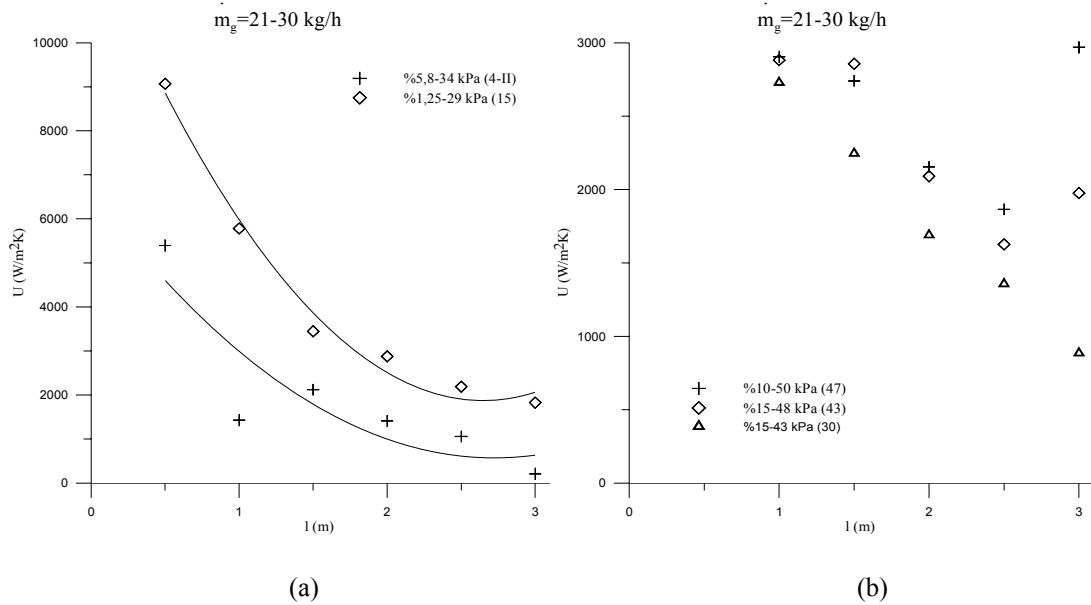 ṁg=21-30 kg/h
10000
8000
6000
4000
2000
0
U (W/m²K)
%5,8-34 kPa (4-II)
%1,25-29 kPa (15)
0
1
2
3
l (m)
(a)
ṁg=21-30 kg/h
3000
2000
1000
0
U (W/m²K)
%10-50 kPa (47)
%15-48 kPa (43)
%15-43 kPa (30)
0
1
2
3
l (m)
(b)